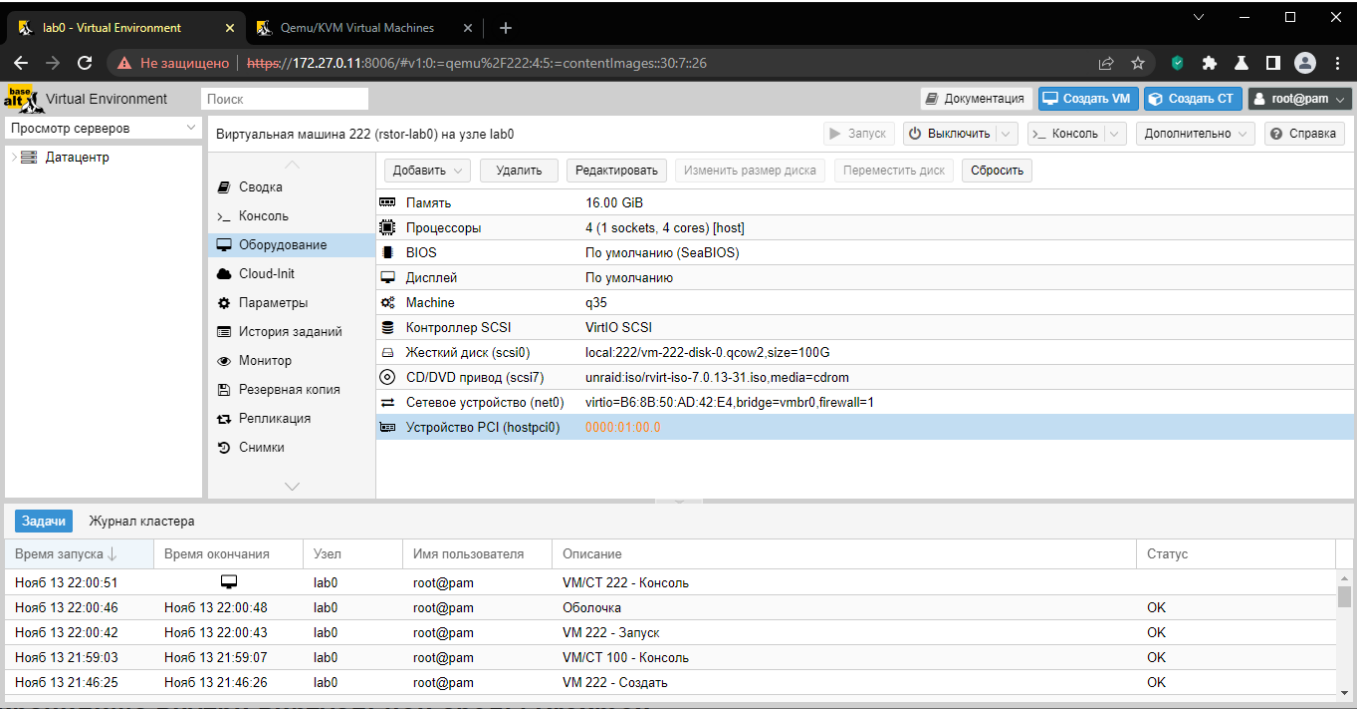 lab0 - Virtual Environment
Qemu/KVM Virtual Machines
Не защищено https://172.27.0.11:8006/#v1:0:=qemu%2F222:4:5:=contentImages::30:7::26
base alt Virtual Environment Поиск Документация Создать VM Создать CT root@pam
Просмотр серверов
Датацентр
Виртуальная машина 222 (rstor-lab0) на узле lab0 Запуск Выключить >_ Консоль Дополнительно Справка
Сводка
>_ Консоль
Оборудование
Cloud-Init
Параметры
История заданий
Монитор
Резервная копия
Репликация
Снимки
Добавить Удалить Редактировать Изменить размер диска Переместить диск Сбросить
Память 16.00 GiB
Процессоры 4 (1 sockets, 4 cores) [host]
BIOS По умолчанию (SeaBIOS)
Дисплей По умолчанию
Machine q35
Контроллер SCSI VirtIO SCSI
Жесткий диск (scsi0) local:222/vm-222-disk-0.qcow2,size=100G
CD/DVD привод (scsi7) unraid:iso/rvirt-iso-7.0.13-31.iso,media=cdrom
Сетевое устройство (net0) virtio=B6:8B:50:AD:42:E4,bridge=vmbr0,firewall=1
Устройство PCI (hostpci0) 0000:01:00.0
Задачи Журнал кластера
Время запуска Время окончания Узел Имя пользователя Описание Статус
Нояб 13 22:00:51 lab0 root@pam VM/CT 222 - Консоль
Нояб 13 22:00:46 Нояб 13 22:00:48 lab0 root@pam Оболочка OK
Нояб 13 22:00:42 Нояб 13 22:00:43 lab0 root@pam VM 222 - Запуск OK
Нояб 13 21:59:03 Нояб 13 21:59:07 lab0 root@pam VM/CT 100 - Консоль OK
Нояб 13 21:46:25 Нояб 13 21:46:26 lab0 root@pam VM 222 - Создать OK